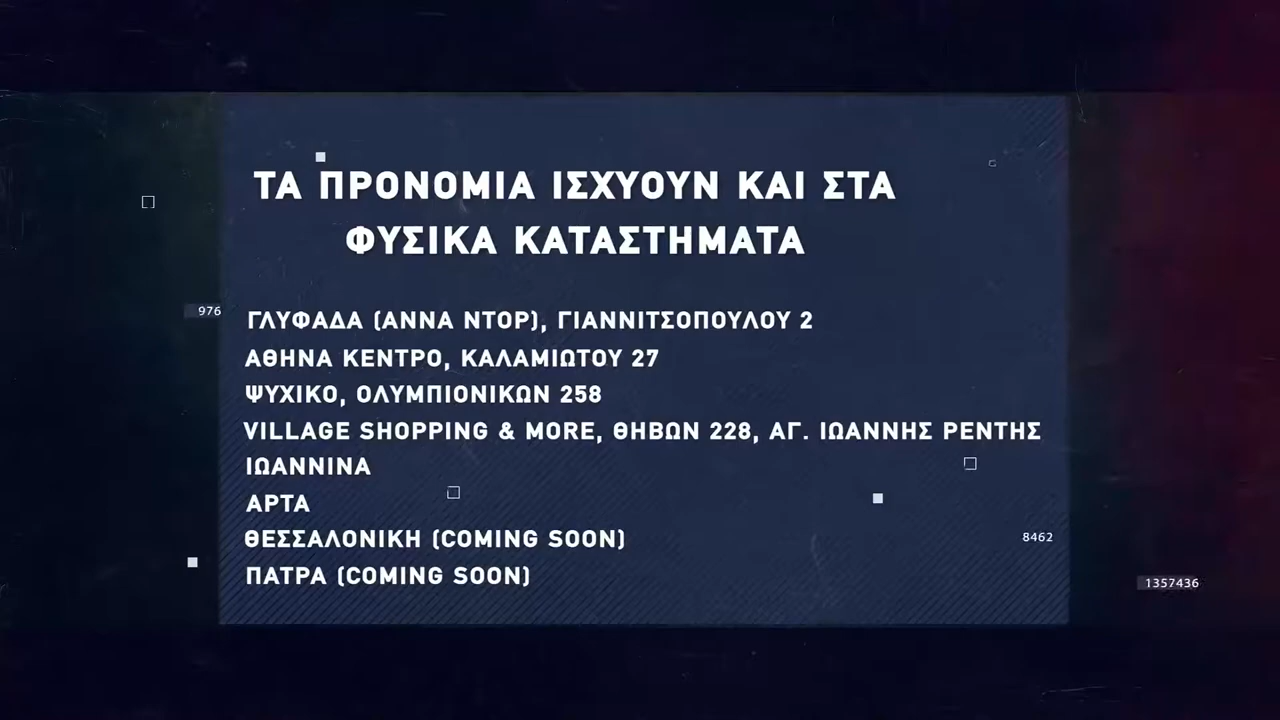 ΤΑ ΠΡΟΝΟΜΙΑ ΙΣΧΥΟΥΝ ΚΑΙ ΣΤΑ
ΦΥΣΙΚΑ ΚΑΤΑΣΤΗΜΑΤΑ
976
ΓΛΥΦΑΔΑ (ΑΝΝΑ ΝΤΟΡ), ΓΙΑΝΝΙΤΣΟΠΟΥΛΟΥ 2
ΑΘΗΝΑ ΚΕΝΤΡΟ, ΚΑΛΑΜΙΩΤΟΥ 27
ΨΥΧΙΚΟ, ΟΛΥΜΠΙΟΝΙΚΩΝ 258
VILLAGE SHOPPING & MORE, ΘΗΒΩΝ 228, ΑΓ. ΙΩΑΝΝΗΣ ΡΕΝΤΗΣ
ΙΩΑΝΝΙΝΑ
ΑΡΤΑ
ΘΕΣΣΑΛΟΝΙΚΗ (COMING SOON)
8462
ΠΑΤΡΑ (COMING SOON)
1357436